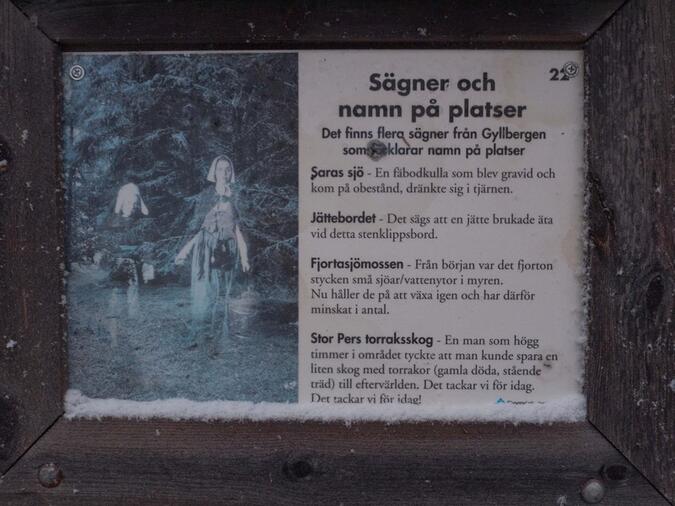 22
Sägner och
namn på platser
Det finns flera sägner från Gyllbergen
som förklarar namn på platser
Saras sjö - En fäbodkulla som blev gravid och
kom på obestånd, dränkte sig i tjärnen.
Jättebordet - Det sägs att en jätte brukade äta
vid detta stenklippsbord.
Fjortasjömossen - Från början var det fjorton
stycken små sjöar/vattenytor i myren.
Nu håller de på att växa igen och har därför
minskat i antal.
Stor Pers torraksskog - En man som högg
timmer i området tyckte att man kunde spara en
liten skog med torrakor (gamla döda, stående
träd) till eftervärlden. Det tackar vi för idag.
Det tackar vi för idag!